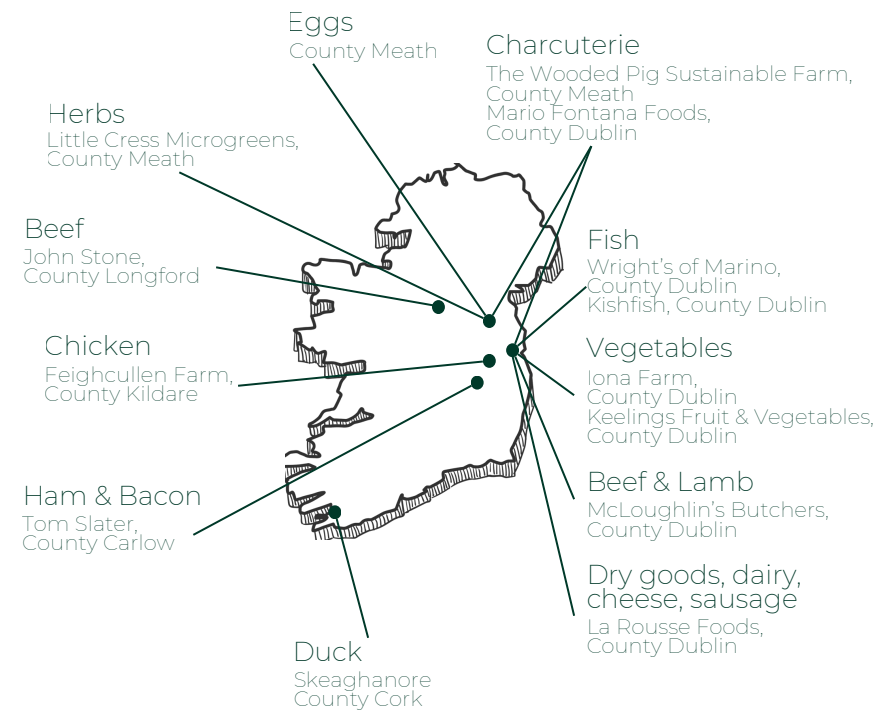 Eggs
County Meath
Charcuterie
The Wooded Pig Sustainable Farm,
County Meath
Mario Fontana Foods,
County Dublin
Herbs
Little Cress Microgreens,
County Meath
Beef
John Stone,
County Longford
Fish
Wright's of Marino,
County Dublin
Kishfish, County Dublin
Chicken
Feighcullen Farm,
County Kildare
Vegetables
Iona Farm,
County Dublin
Keelings Fruit & Vegetables,
County Dublin
Ham & Bacon
Tom Slater,
County Carlow
Beef & Lamb
McLoughlin's Butchers,
County Dublin
Dry goods, dairy,
cheese, sausage
La Rousse Foods,
County Dublin
Duck
Skeaghanore
County Cork